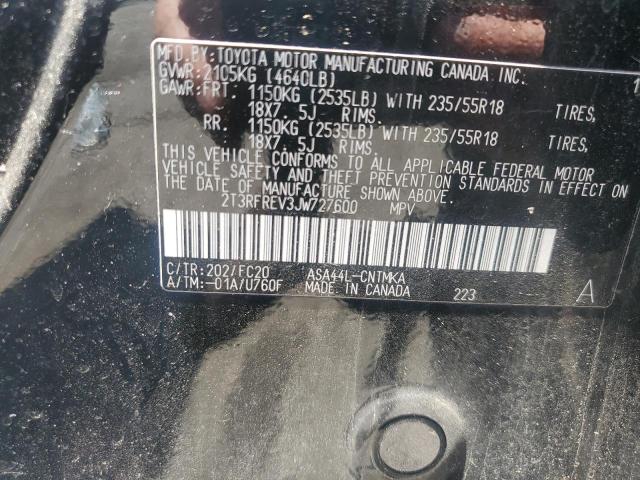 MFD.BY:TOYOTA MOTOR MANUFACTURING CANADA INC.
GVWR:2105KG (4640LB)
GAWR:FRT: 1150KG (2535LB) WITH 235/55R18 TIRES,
18X7. 5J RIMS.
RR: 1150KG (2535LB) WITH 235/55R18 TIRES,
18X7. 5J RIMS.
THIS VEHICLE CONFORMS TO ALL APPLICABLE FEDERAL MOTOR
VEHICLE SAFETY AND THEFT PREVENTION STANDARDS IN EFFECT ON
THE DATE OF MANUFACTURE SHOWN ABOVE.
2T3RFREV3JW727600 MPV
C/TR:202/FC20 ASA44L-CNTMKA
A/TM:-01A/U760F MADE IN CANADA 223 A